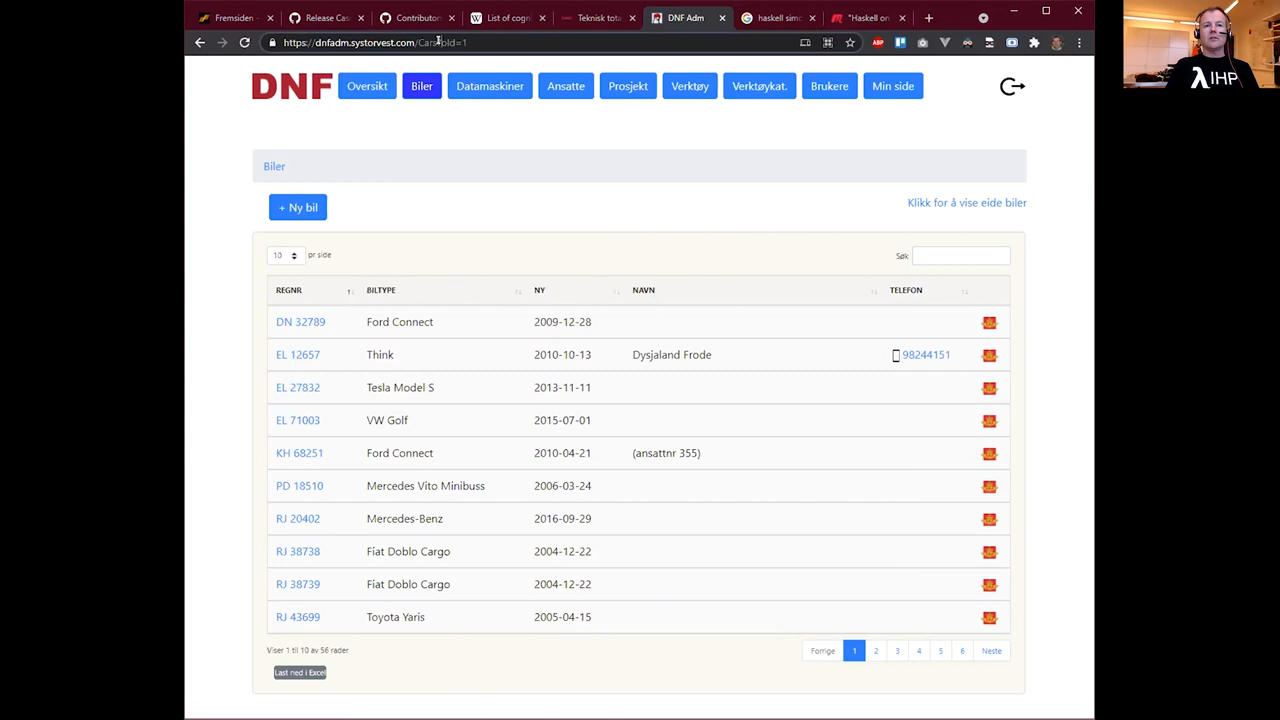 Fremsiden -
Release Cas
Contributor
List of cogn
Teknisk tota
DNF Adm
haskell simo
"Haskell on
https://dnfadm.systorvest.com/Cars
bId=1
ABP
DNF
Oversikt
Biler
Datamaskiner
Ansatte
Prosjekt
Verktøy
Verktøykat.
Brukere
Min side
λIHP
Biler
+ Ny bil
Klikk for å vise eide biler
10 pr side
Søk
REGNR BILTYPE NY NAVN TELEFON
DN 32789 Ford Connect 2009-12-28
EL 12657 Think 2010-10-13 Dysjaland Frode 98244151
EL 27832 Tesla Model S 2013-11-11
EL 71003 VW Golf 2015-07-01
KH 68251 Ford Connect 2010-04-21 (ansattnr 355)
PD 18510 Mercedes Vito Minibuss 2006-03-24
RJ 20402 Mercedes-Benz 2016-09-29
RJ 38738 Fiat Doblo Cargo 2004-12-22
RJ 38739 Fiat Doblo Cargo 2004-12-22
RJ 43699 Toyota Yaris 2005-04-15
Viser 1 til 10 av 56 rader
Forrige 1 2 3 4 5 6 Neste
Last ned i Excel